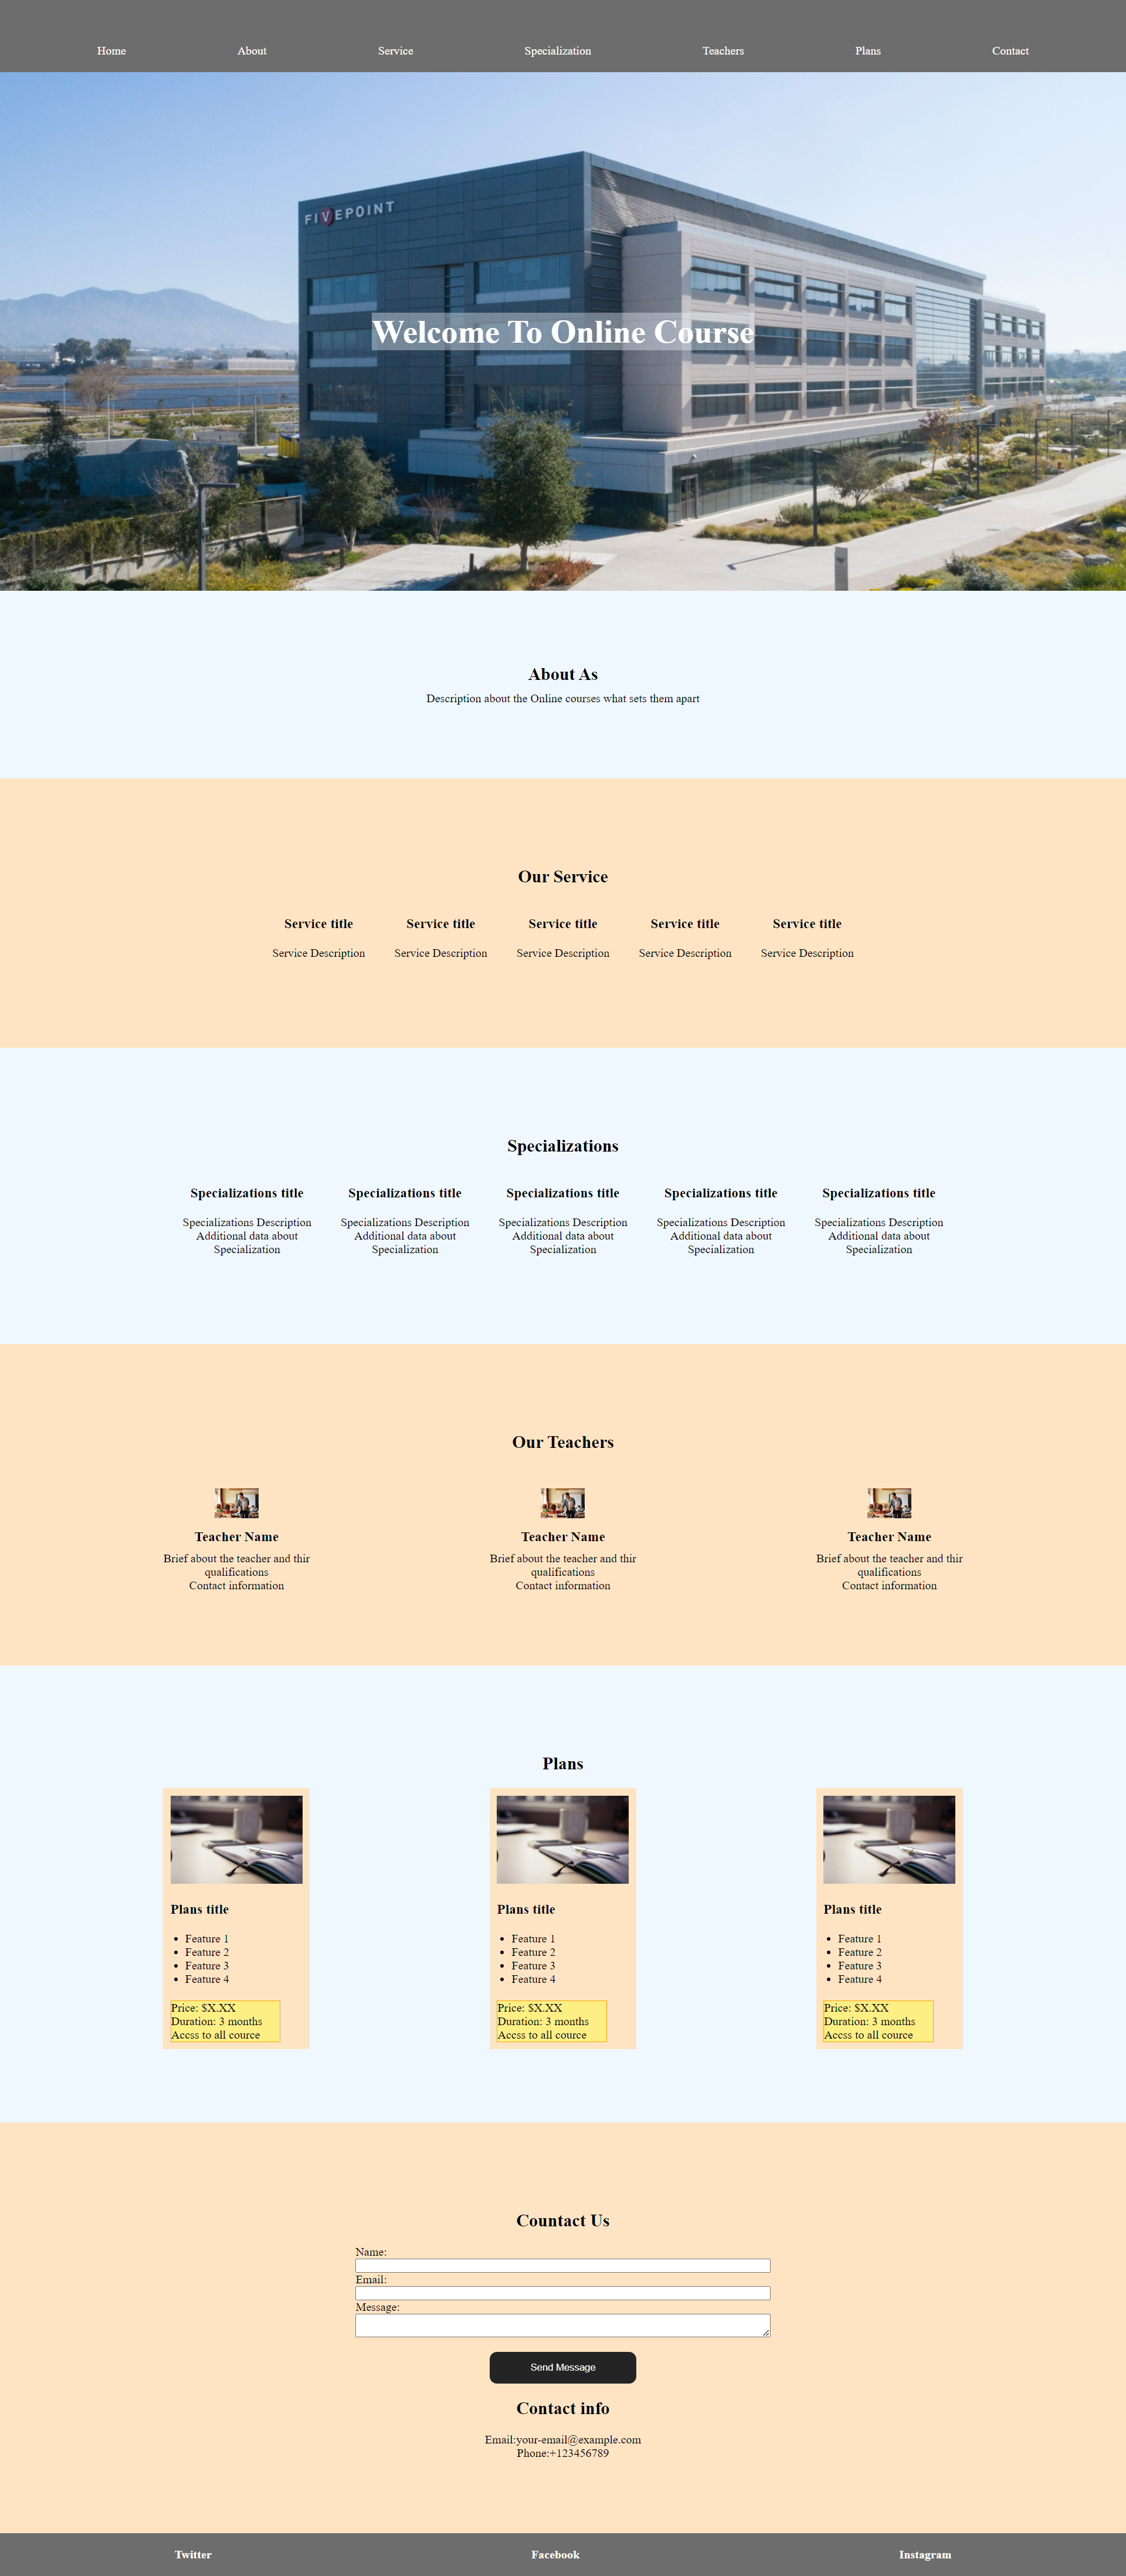 Home About Service Specialization Teachers Plans Contact
FIVEPOINT
Welcome To Online Course
About As
Description about the Online courses what sets them apart
Our Service
Service title Service title Service title Service title Service title
Service Description Service Description Service Description Service Description Service Description
Specializations
Specializations title Specializations title Specializations title Specializations title Specializations title
Specializations Description Specializations Description Specializations Description Specializations Description Specializations Description
Additional data about Additional data about Additional data about Additional data about Additional data about
Specialization Specialization Specialization Specialization Specialization
Our Teachers
Teacher Name Teacher Name Teacher Name
Brief about the teacher and thir Brief about the teacher and thir Brief about the teacher and thir
qualifications qualifications qualifications
Contact information Contact information Contact information
Plans
Plans title Plans title Plans title
Feature 1 Feature 1 Feature 1
Feature 2 Feature 2 Feature 2
Feature 3 Feature 3 Feature 3
Feature 4 Feature 4 Feature 4
Price: $X.XX Price: $X.XX Price: $X.XX
Duration: 3 months Duration: 3 months Duration: 3 months
Accss to all cource Accss to all cource Accss to all cource
Countact Us
Name:
Email:
Message:
Send Message
Contact info
Email:your-email@example.com
Phone:+123456789
Twitter Facebook Instagram